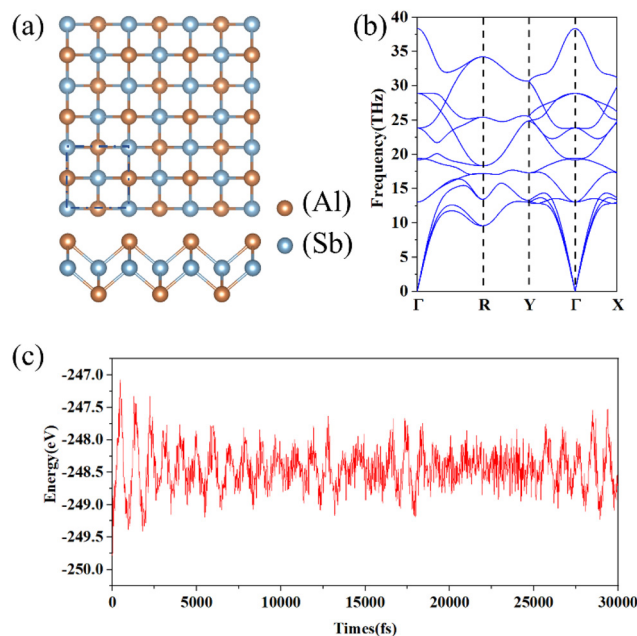 (a)
(Al)
(Sb)
(b)
Frequency(THz)
40
35
30
25
20
15
10
5
0
Γ R Y Γ X
(c)
Energy(eV)
-247.0
-247.5
-248.0
-248.5
-249.0
-249.5
-250.0
0 5000 10000 15000 20000 25000 30000
Times(fs)